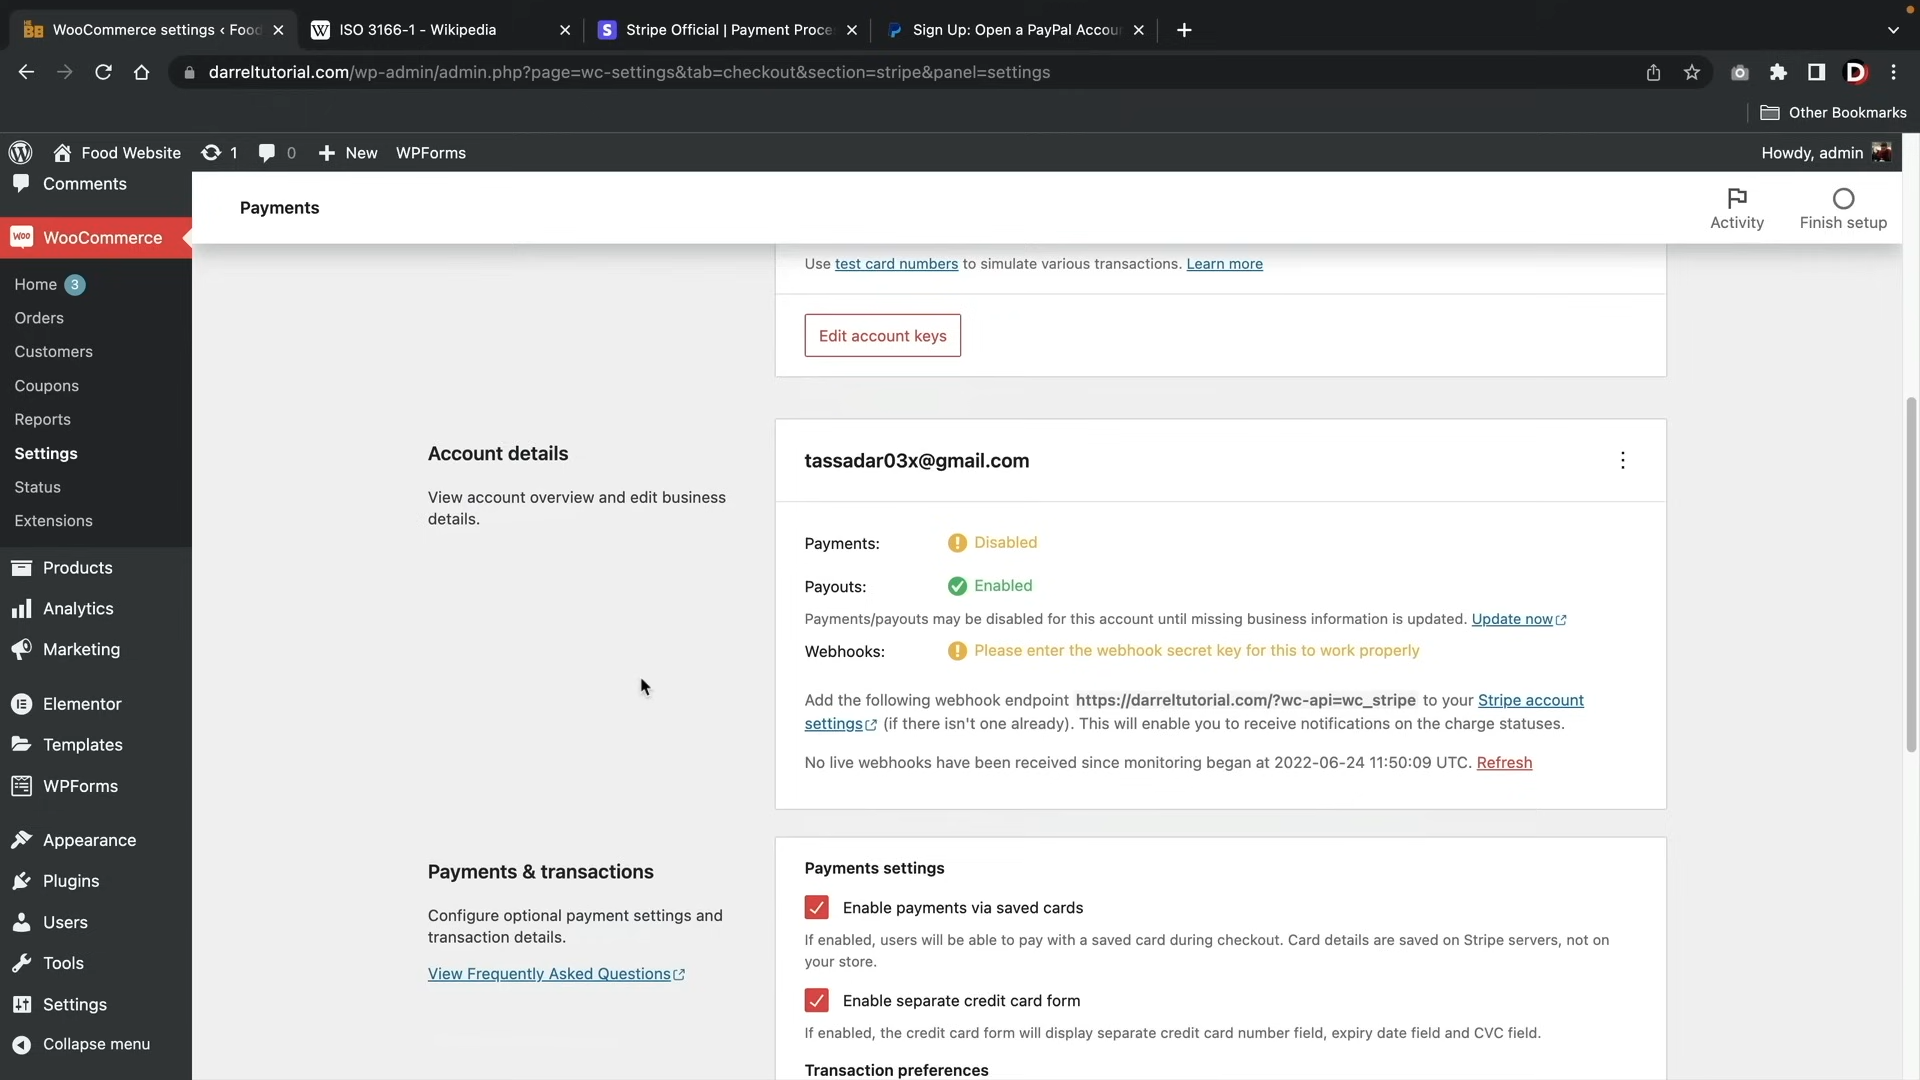 WooCommerce settings ‹ Food
ISO 3166-1 - Wikipedia
Stripe Official | Payment Proce
Sign Up: Open a PayPal Accou
darreltutorial.com/wp-admin/admin.php?page=wc-settings&tab=checkout&section=stripe&panel=settings
Other Bookmarks
Food Website
1
0
New
WPForms
Howdy, admin
Comments
Payments
Activity
Finish setup
WooCommerce
Home 3
Orders
Customers
Coupons
Reports
Settings
Status
Extensions
Products
Analytics
Marketing
Elementor
Templates
WPForms
Appearance
Plugins
Users
Tools
Settings
Collapse menu
Use test card numbers to simulate various transactions. Learn more
Edit account keys
Account details
View account overview and edit business
details.
tassadar03x@gmail.com
Payments: Disabled
Payouts: Enabled
Payments/payouts may be disabled for this account until missing business information is updated. Update now
Webhooks: Please enter the webhook secret key for this to work properly
Add the following webhook endpoint https://darreltutorial.com/?wc-api=wc_stripe to your Stripe account
settings (if there isn't one already). This will enable you to receive notifications on the charge statuses.
No live webhooks have been received since monitoring began at 2022-06-24 11:50:09 UTC. Refresh
Payments & transactions
Configure optional payment settings and
transaction details.
View Frequently Asked Questions
Payments settings
Enable payments via saved cards
If enabled, users will be able to pay with a saved card during checkout. Card details are saved on Stripe servers, not on
your store.
Enable separate credit card form
If enabled, the credit card form will display separate credit card number field, expiry date field and CVC field.
Transaction preferences